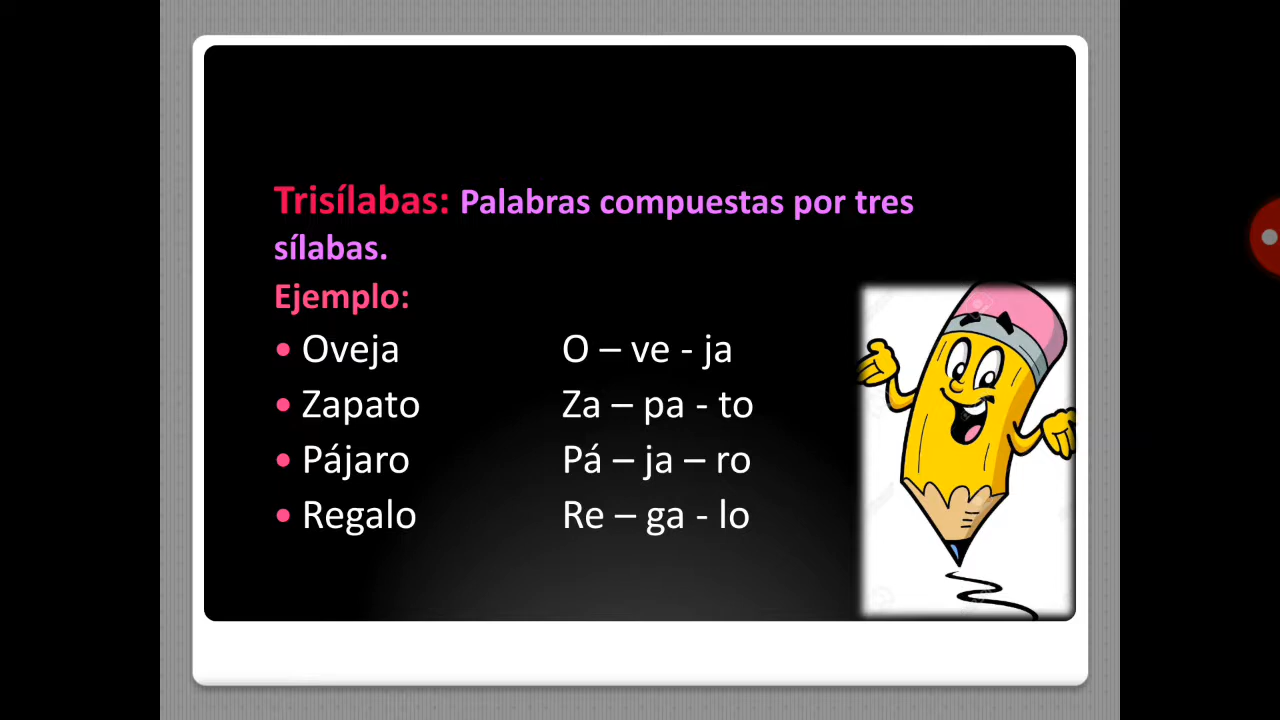 Trisílabas: Palabras compuestas por tres
sílabas.
Ejemplo:
• Oveja O – ve - ja
• Zapato Za – pa - to
• Pájaro Pá – ja – ro
• Regalo Re – ga - lo